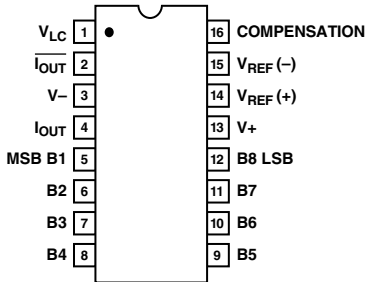 V_LC 1 16 COMPENSATION
I̅_O̅U̅T̅ 2 15 V_REF (–)
V– 3 14 V_REF (+)
I_OUT 4 13 V+
MSB B1 5 12 B8 LSB
B2 6 11 B7
B3 7 10 B6
B4 8 9 B5